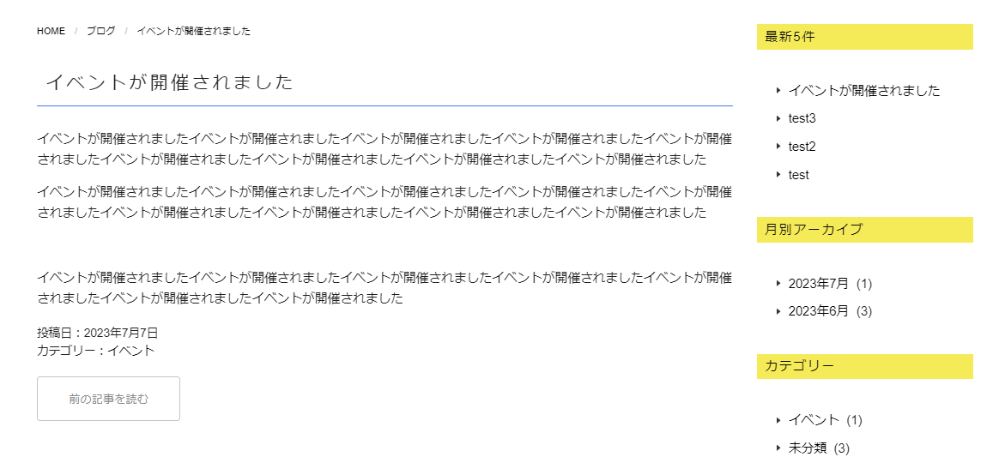 HOME / ブログ / イベントが開催されました
イベントが開催されました
イベントが開催されましたイベントが開催されましたイベントが開催されましたイベントが開催されましたイベントが開催
されましたイベントが開催されましたイベントが開催されましたイベントが開催されましたイベントが開催されました
イベントが開催されましたイベントが開催されましたイベントが開催されましたイベントが開催されましたイベントが開催
されましたイベントが開催されましたイベントが開催されましたイベントが開催されましたイベントが開催されました
イベントが開催されましたイベントが開催されましたイベントが開催されましたイベントが開催されましたイベントが開催
されましたイベントが開催されましたイベントが開催されました
投稿日：2023年7月7日
カテゴリー：イベント
前の記事を読む
最新5件
イベントが開催されました
test3
test2
test
月別アーカイブ
2023年7月 (1)
2023年6月 (3)
カテゴリー
イベント (1)
未分類 (3)